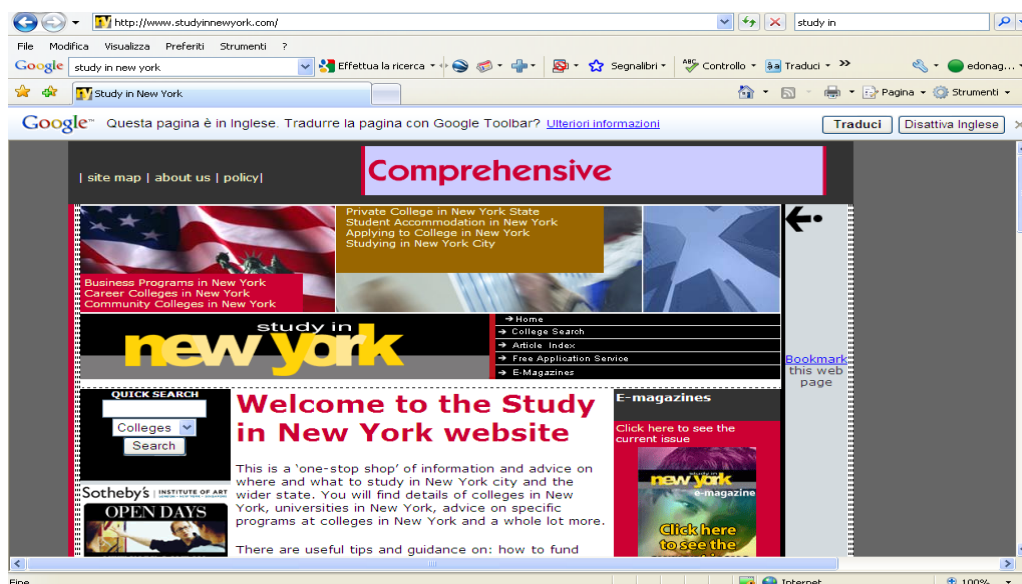 http://www.studyinnewyork.com/
study in
File Modifica Visualizza Preferiti Strumenti ?
Google study in new york Effettua la ricerca Segnalibri ABC Controllo Traduci edonag...
Study in New York Pagina Strumenti
Google™ Questa pagina è in Inglese. Tradurre la pagina con Google Toolbar? Ulteriori informazioni Traduci Disattiva Inglese
| site map | about us | policy|
Comprehensive
Private College in New York State
Student Accommodation in New York
Applying to College in New York
Studying in New York City
Business Programs in New York
Career Colleges in New York
Community Colleges in New York
study in
new york
Home
College Search
Article Index
Free Application Service
E-Magazines
Bookmark
this web
page
QUICK SEARCH
Colleges
Search
Sotheby's INSTITUTE OF ART
OPEN DAYS
Welcome to the Study
in New York website
This is a 'one-stop shop' of information and advice on
where and what to study in New York city and the
wider state. You will find details of colleges in New
York, universities in New York, advice on specific
programs at colleges in New York and a whole lot more.
There are useful tips and guidance on: how to fund
E-magazines
Click here to see the
current issue
study in
new york
e-magazine
Click here
to see the
Fine Internet 100%